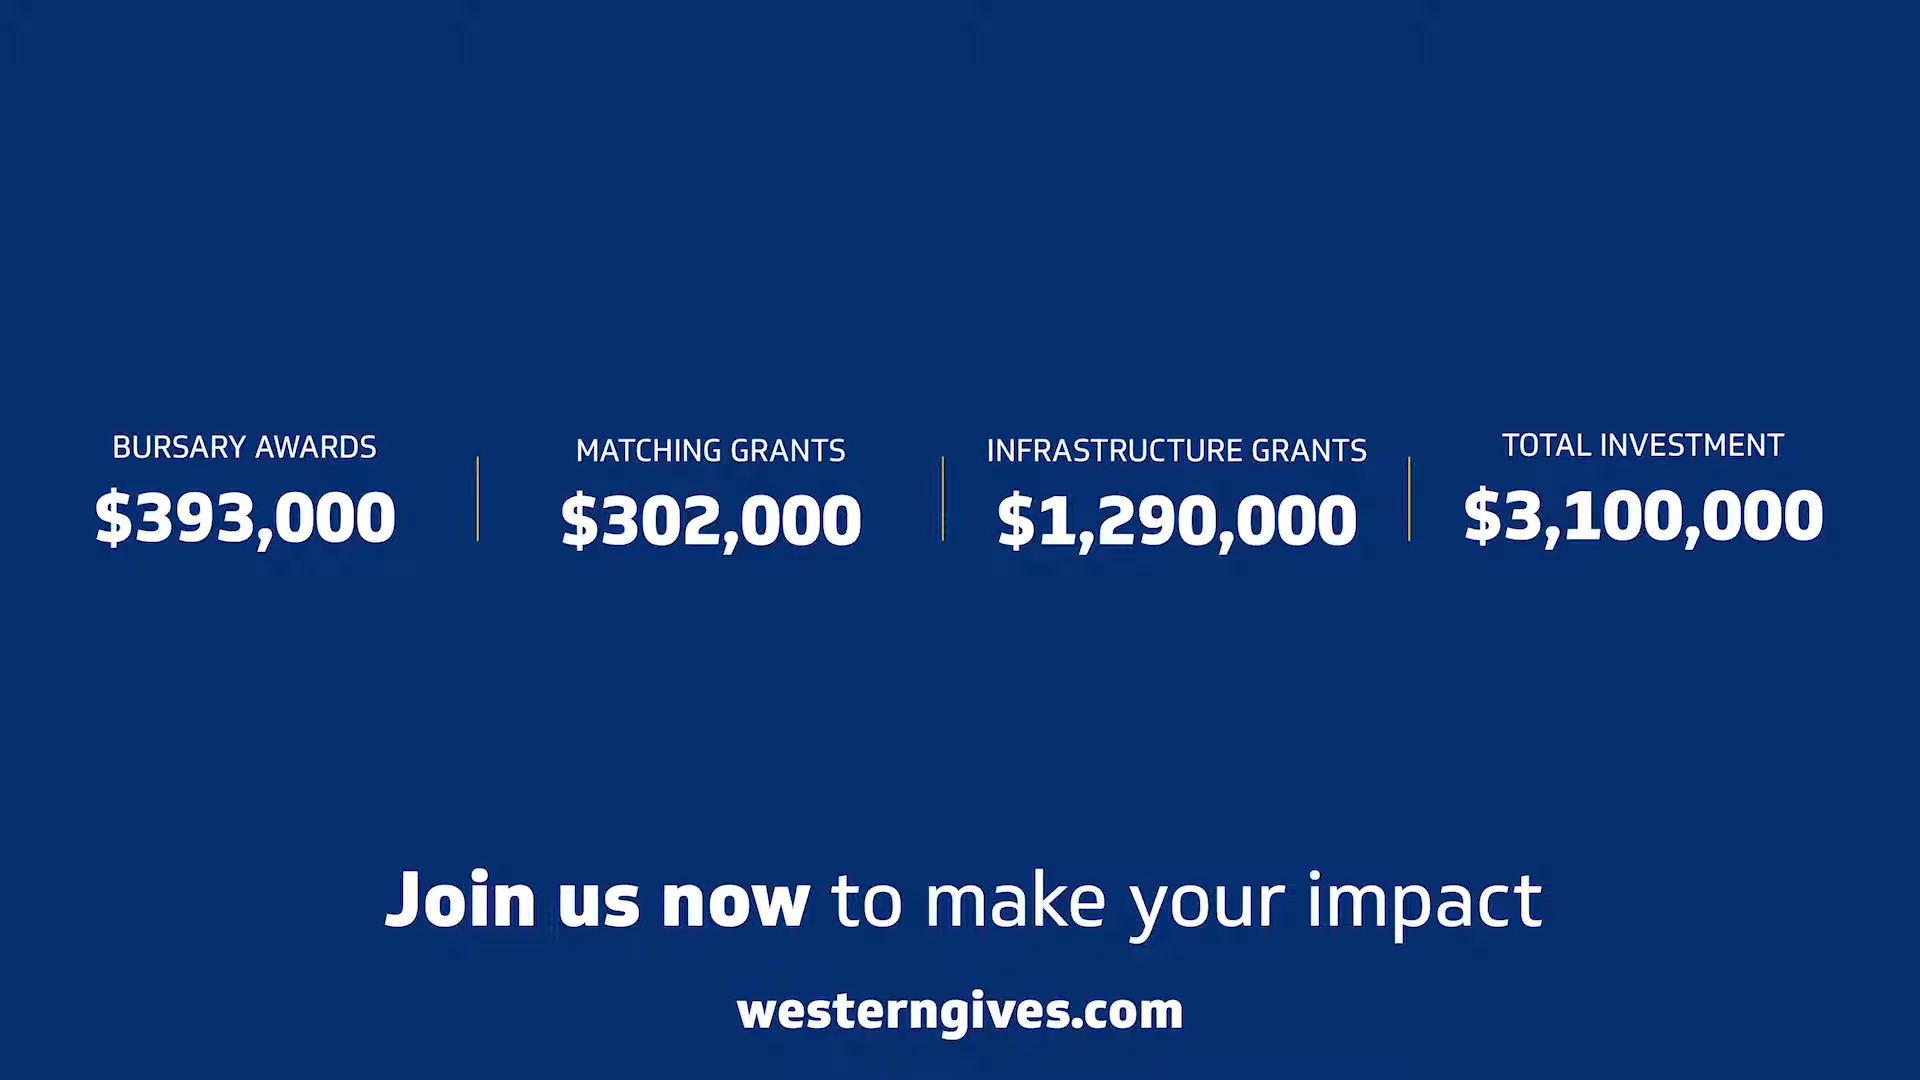 BURSARY AWARDS
$393,000
MATCHING GRANTS
$302,000
INFRASTRUCTURE GRANTS
$1,290,000
TOTAL INVESTMENT
$3,100,000
Join us now to make your impact
westerngives.com